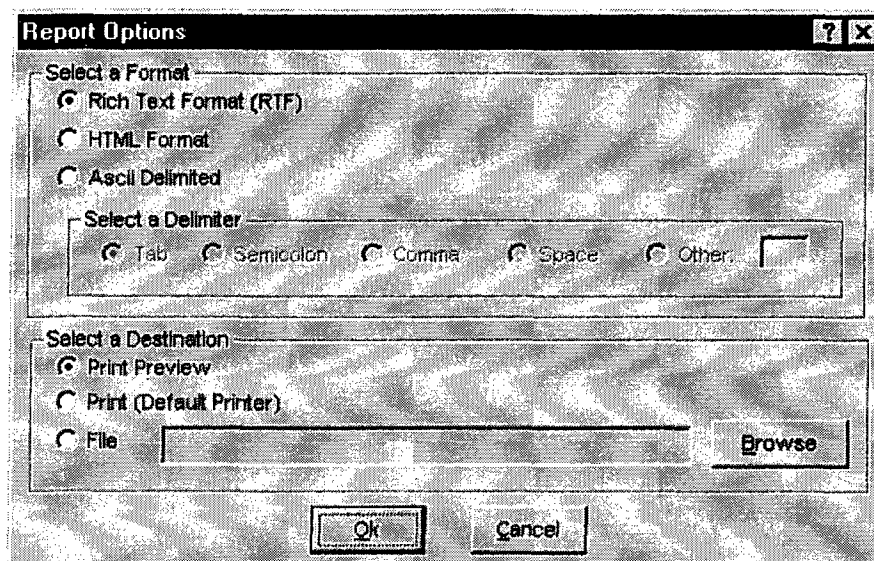 Report Options
Select a Format
Rich Text Format (RTF)
HTML Format
Ascii Delimited
Select a Delimiter
Tab Semicolon Comma Space Other:
Select a Destination
Print Preview
Print (Default Printer)
File Browse
Ok Cancel